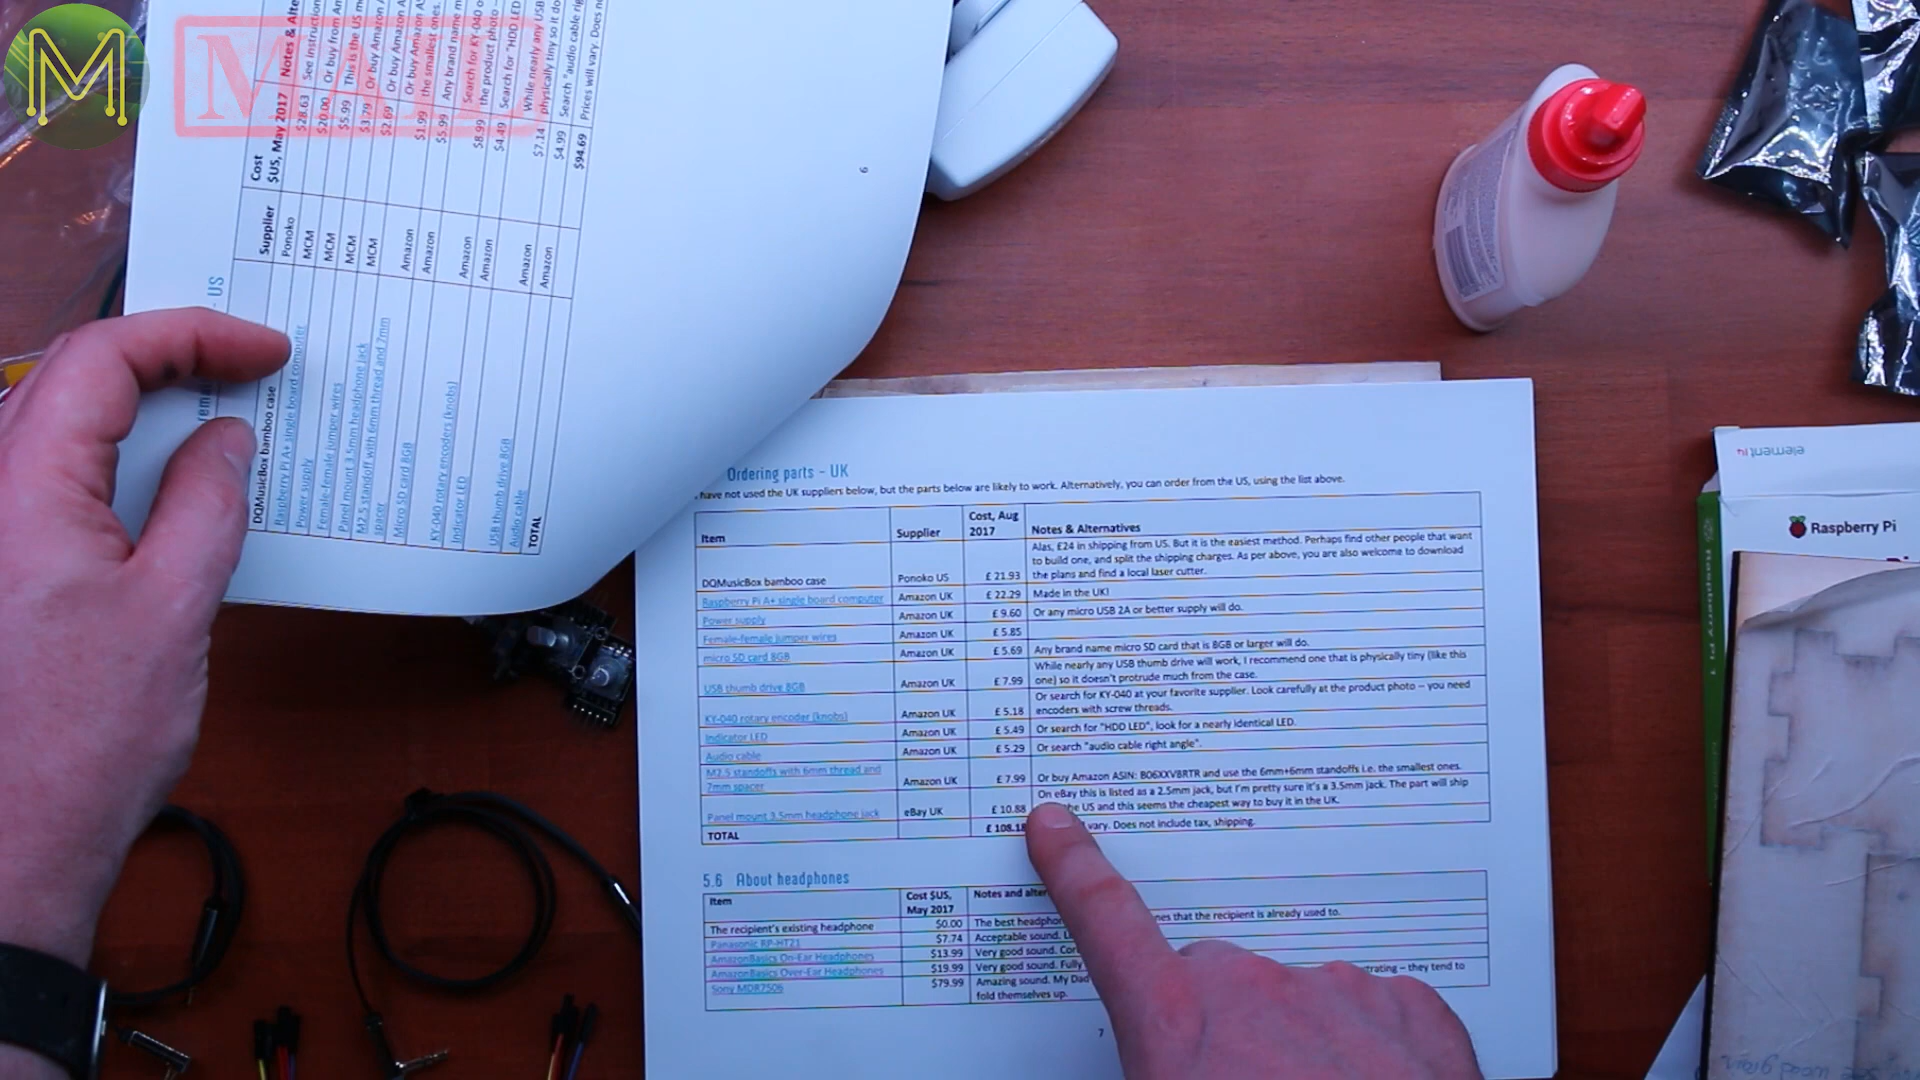 M
MAIL
- US
Supplier
Cost
$US, May 2017
Notes & Alte
DQMusicBox bamboo case
Ponoko
$28.63
See instruction
Raspberry Pi A+ single board computer
MCM
$20.00
Or buy from Am
Power supply
MCM
$5.99
This is the US m
Female-female jumper wires
MCM
$3.79
Or buy Amazon A
Panel mount 3.5mm headphone jack
MCM
$2.69
Or buy Amazon A
M2.5 standoff with 6mm thread and 7mm
spacer
Amazon
$1.99
Or buy Amazon AS
the smallest ones.
Micro SD card 8GB
Amazon
$5.99
Any brand name m
KY-040 rotary encoders (knobs)
Amazon
$8.99
Search for KY-040 o
the product photo –
Indicator LED
Amazon
$4.49
Search for "HDD LED
USB thumb drive 8GB
Amazon
$7.14
While nearly any USB
physically tiny so it do
Audio cable
Amazon
$4.99
Search "audio cable rig
TOTAL
$94.69
Prices will vary. Does n
6
Ordering parts - UK
have not used the UK suppliers below, but the parts below are likely to work. Alternatively, you can order from the US, using the list above.
Item Supplier Cost, Aug 2017 Notes & Alternatives
Alas, £24 in shipping from US. But it is the easiest method. Perhaps find other people that want
to build one, and split the shipping charges. As per above, you are also welcome to download
DQMusicBox bamboo case Ponoko US £ 21.93 the plans and find a local laser cutter.
Raspberry Pi A+ single board computer Amazon UK £ 22.29 Made in the UK!
Power supply Amazon UK £ 9.60 Or any micro USB 2A or better supply will do.
Female-female jumper wires Amazon UK £ 5.85
micro SD card 8GB Amazon UK £ 5.69 Any brand name micro SD card that is 8GB or larger will do.
While nearly any USB thumb drive will work, I recommend one that is physically tiny (like this
USB thumb drive 8GB Amazon UK £ 7.99 one) so it doesn't protrude much from the case.
Or search for KY-040 at your favorite supplier. Look carefully at the product photo – you need
KY-040 rotary encoder (knobs) Amazon UK £ 5.18 encoders with screw threads.
Indicator LED Amazon UK £ 5.49 Or search for "HDD LED", look for a nearly identical LED.
Audio cable Amazon UK £ 5.29 Or search "audio cable right angle".
M2.5 standoffs with 6mm thread and
7mm spacer Amazon UK £ 7.99 Or buy Amazon ASIN: B06XXV8RTR and use the 6mm+6mm standoffs i.e. the smallest ones.
On eBay this is listed as a 2.5mm jack, but I'm pretty sure it's a 3.5mm jack. The part will ship
Panel mount 3.5mm headphone jack eBay UK £ 10.88 the US and this seems the cheapest way to buy it in the UK.
TOTAL £ 108.18 vary. Does not include tax, shipping.
5.6 About headphones
Item Cost $US, May 2017 Notes and alter
The recipient's existing headphone $0.00 The best headphon nes that the recipient is already used to.
Panasonic RP-HT21 $7.74 Acceptable sound. Li
AmazonBasics On-Ear Headphones $13.99 Very good sound. Com
AmazonBasics Over-Ear Headphones $19.99 Very good sound. Fully
Sony MDR7506 $79.99 Amazing sound. My Dad trating – they tend to
fold themselves up.
7
element14
Raspberry Pi